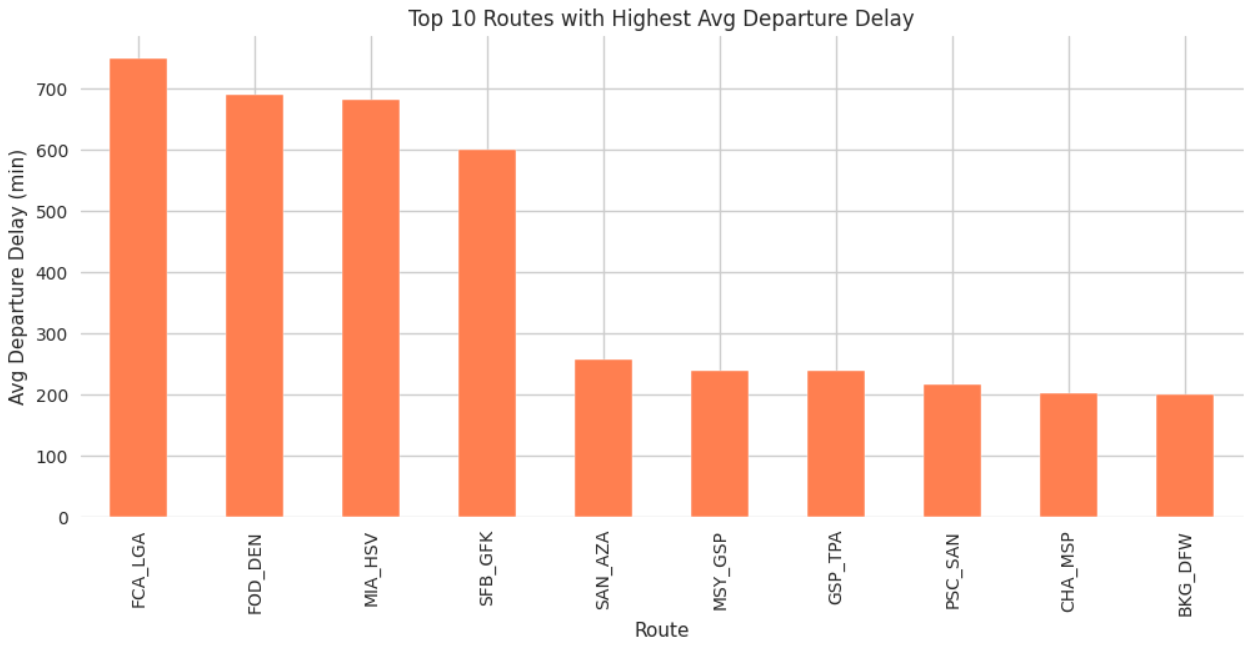 Top 10 Routes with Highest Avg Departure Delay
Avg Departure Delay (min)
700
600
500
400
300
200
100
0
FCA_LGA
FOD_DEN
MIA_HSV
SFB_GFK
SAN_AZA
MSY_GSP
GSP_TPA
PSC_SAN
CHA_MSP
BKG_DFW
Route